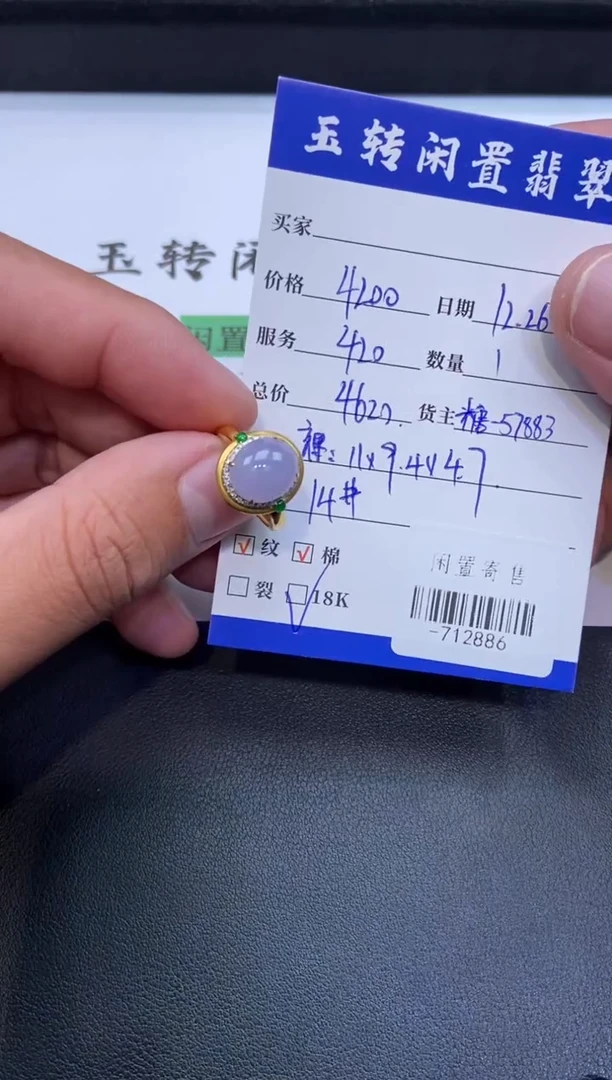 玉转闲置翡翠
玉转闲
闲置
买家
价格 4200 日期 12.26
服务 420 数量 1
总价 4620. 货主 糖-57883
裸: 11x9.4x4.7
14#
纹 棉
裂 18K
闲置寄售
-712886